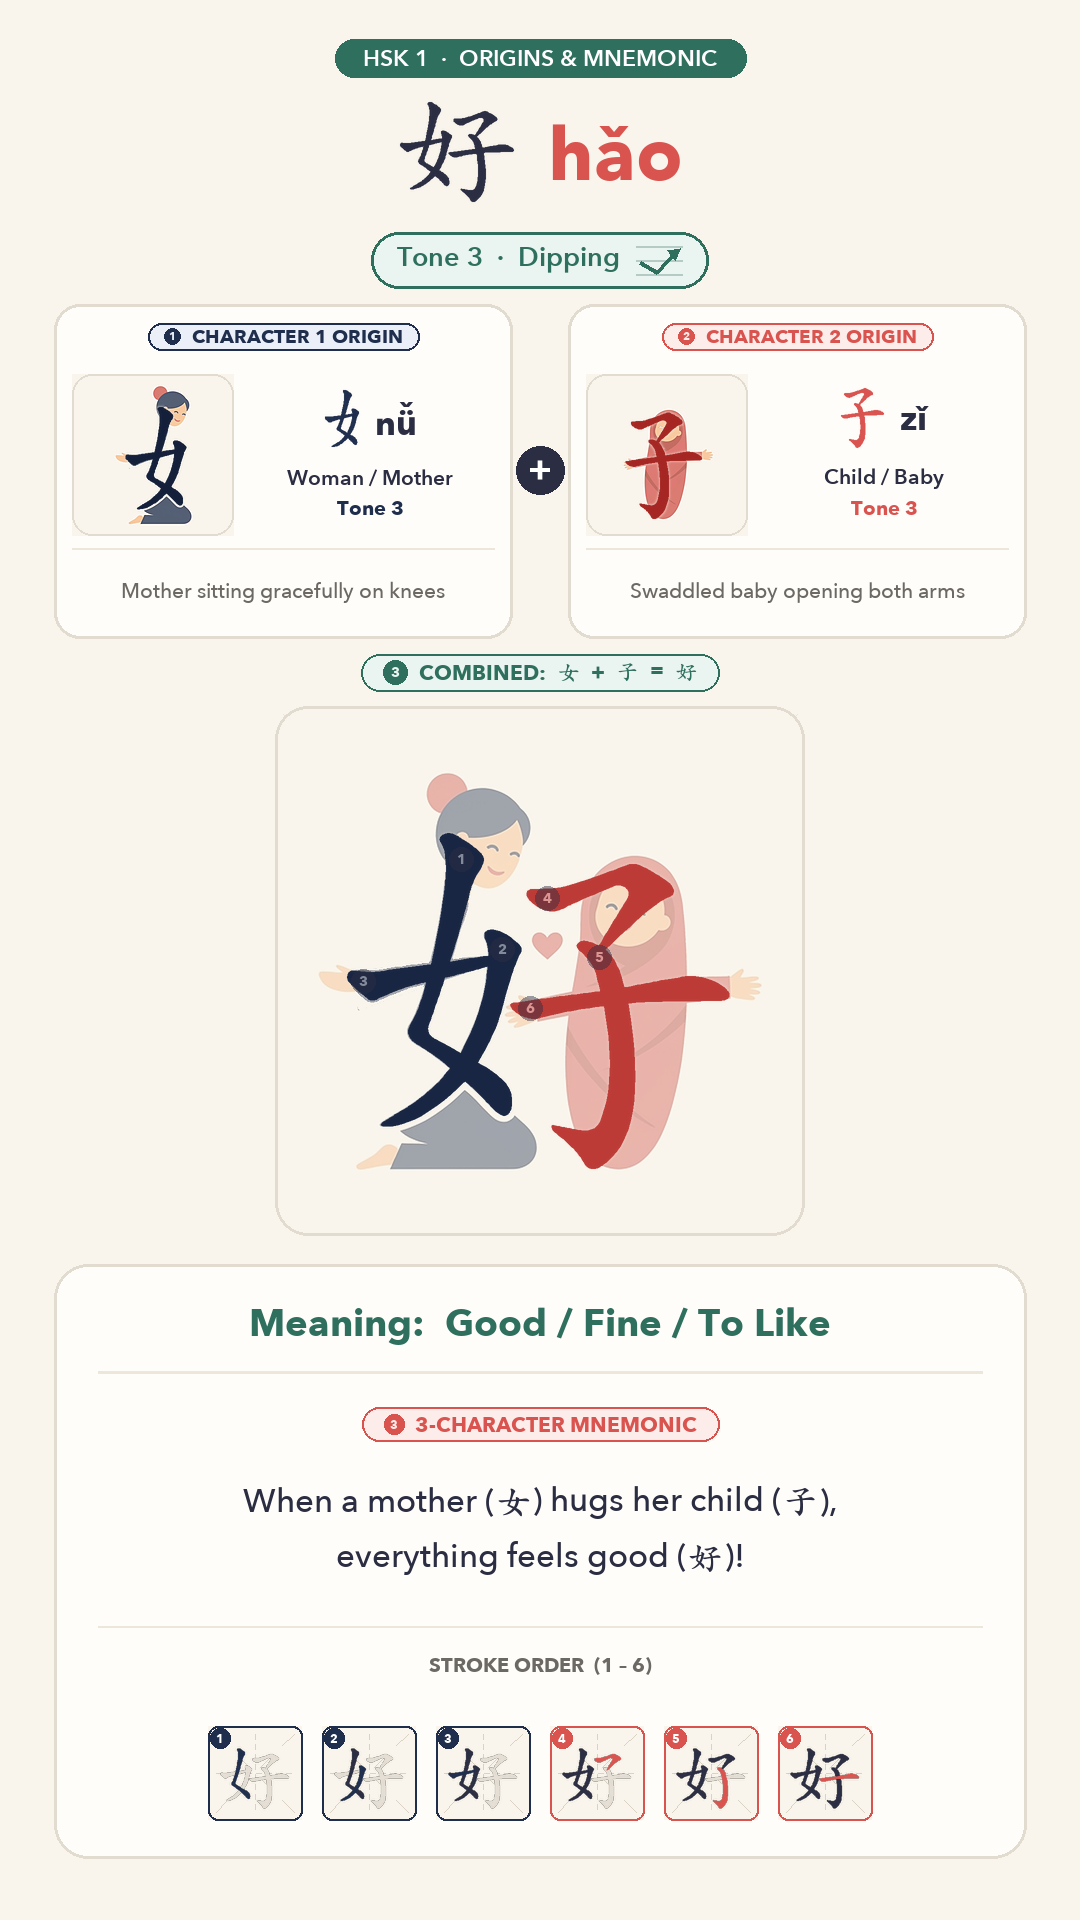 HSK 1 · ORIGINS & MNEMONIC
好 hǎo
Tone 3 · Dipping
1 CHARACTER 1 ORIGIN
女 nǚ
Woman / Mother
Tone 3
Mother sitting gracefully on knees
+
2 CHARACTER 2 ORIGIN
子 zǐ
Child / Baby
Tone 3
Swaddled baby opening both arms
3 COMBINED: 女 + 子 = 好
女 子
1
2
3
4
5
6
Meaning: Good / Fine / To Like
3 3-CHARACTER MNEMONIC
When a mother (女) hugs her child (子),
everything feels good (好)!
STROKE ORDER (1 – 6)
1 2 3 4 5 6
好 好 好 好 好 好